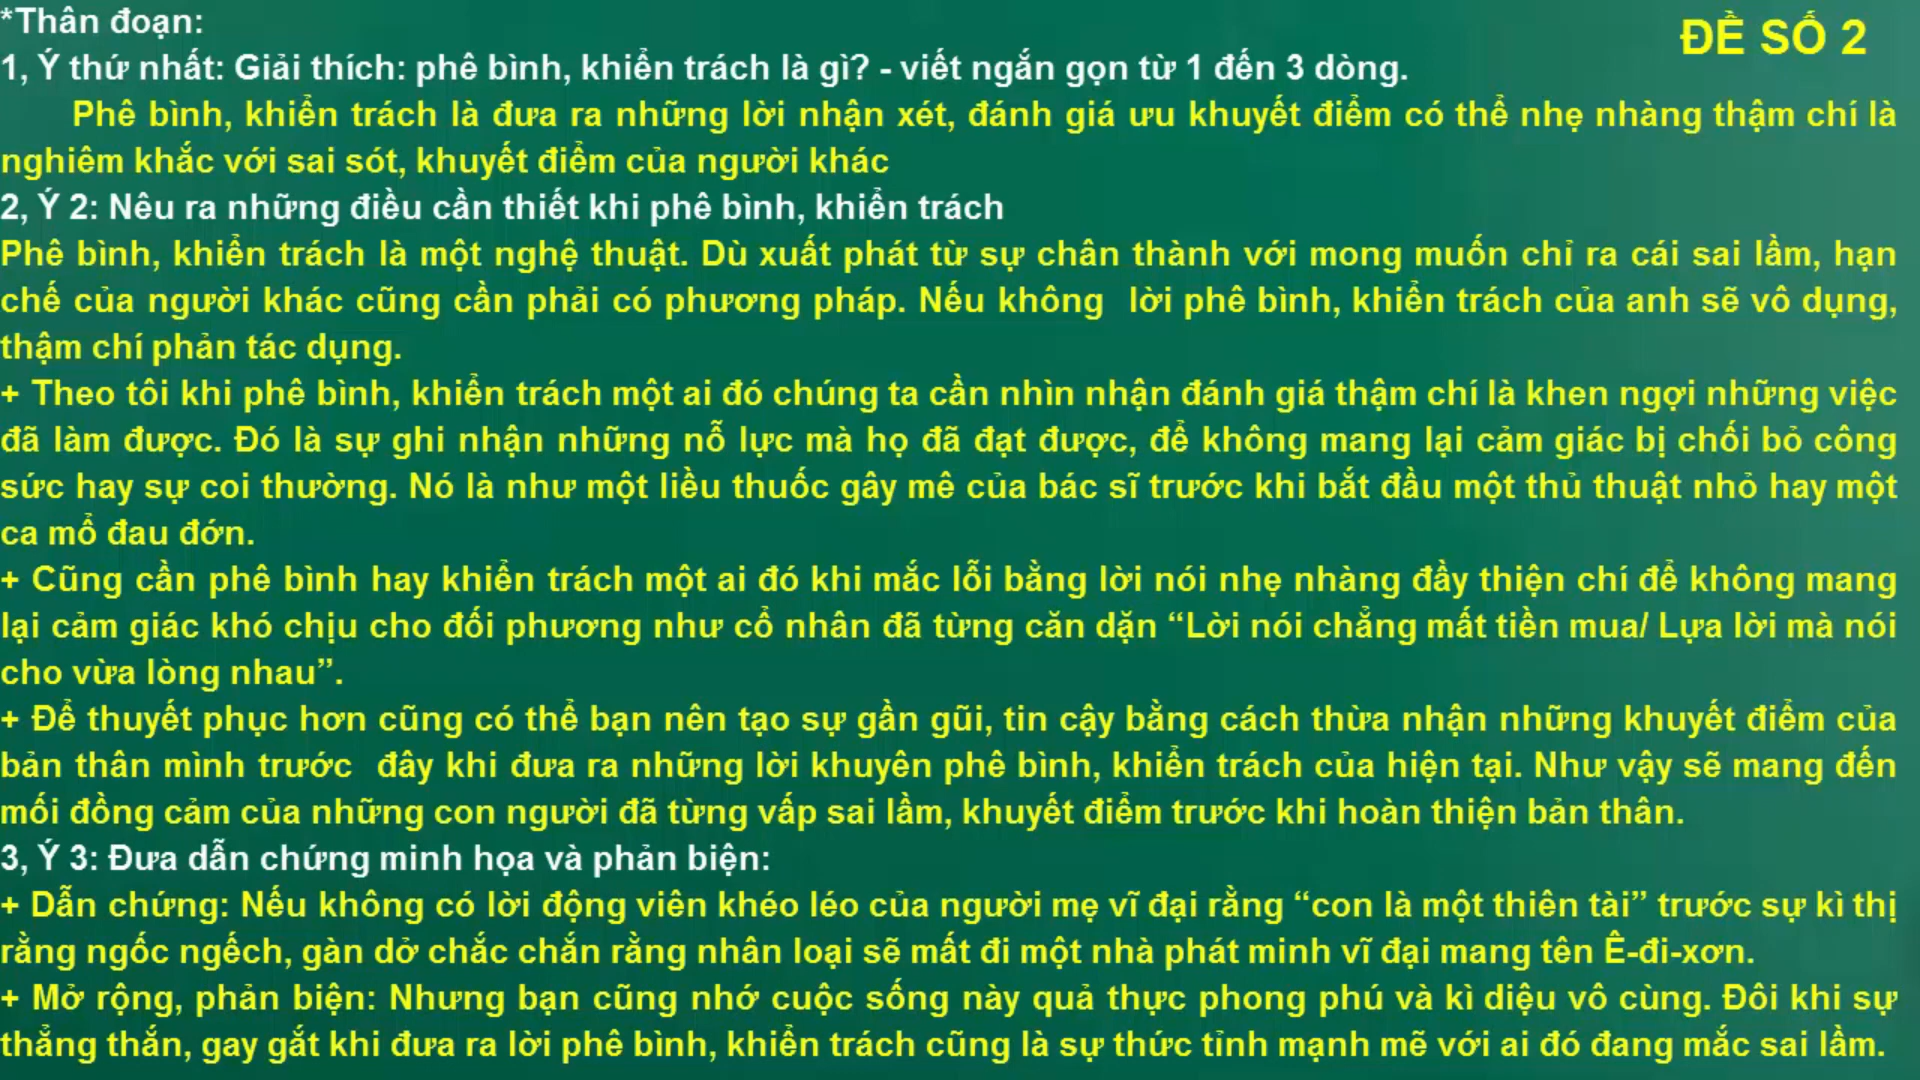 *Thân đoạn:
ĐỀ SỐ 2
1, Ý thứ nhất: Giải thích: phê bình, khiển trách là gì? - viết ngắn gọn từ 1 đến 3 dòng.
Phê bình, khiển trách là đưa ra những lời nhận xét, đánh giá ưu khuyết điểm có thể nhẹ nhàng thậm chí là
nghiêm khắc với sai sót, khuyết điểm của người khác
2, Ý 2: Nêu ra những điều cần thiết khi phê bình, khiển trách
Phê bình, khiển trách là một nghệ thuật. Dù xuất phát từ sự chân thành với mong muốn chỉ ra cái sai lầm, hạn
chế của người khác cũng cần phải có phương pháp. Nếu không lời phê bình, khiển trách của anh sẽ vô dụng,
thậm chí phản tác dụng.
+ Theo tôi khi phê bình, khiển trách một ai đó chúng ta cần nhìn nhận đánh giá thậm chí là khen ngợi những việc
đã làm được. Đó là sự ghi nhận những nỗ lực mà họ đã đạt được, để không mang lại cảm giác bị chối bỏ công
sức hay sự coi thường. Nó là như một liều thuốc gây mê của bác sĩ trước khi bắt đầu một thủ thuật nhỏ hay một
ca mổ đau đớn.
+ Cũng cần phê bình hay khiển trách một ai đó khi mắc lỗi bằng lời nói nhẹ nhàng đầy thiện chí để không mang
lại cảm giác khó chịu cho đối phương như cổ nhân đã từng căn dặn “Lời nói chẳng mất tiền mua/ Lựa lời mà nói
cho vừa lòng nhau”.
+ Để thuyết phục hơn cũng có thể bạn nên tạo sự gần gũi, tin cậy bằng cách thừa nhận những khuyết điểm của
bản thân mình trước đây khi đưa ra những lời khuyên phê bình, khiển trách của hiện tại. Như vậy sẽ mang đến
mối đồng cảm của những con người đã từng vấp sai lầm, khuyết điểm trước khi hoàn thiện bản thân.
3, Ý 3: Đưa dẫn chứng minh họa và phản biện:
+ Dẫn chứng: Nếu không có lời động viên khéo léo của người mẹ vĩ đại rằng “con là một thiên tài” trước sự kì thị
rằng ngốc nghếch, gàn dở chắc chắn rằng nhân loại sẽ mất đi một nhà phát minh vĩ đại mang tên Ê-đi-xơn.
+ Mở rộng, phản biện: Nhưng bạn cũng nhớ cuộc sống này quả thực phong phú và kì diệu vô cùng. Đôi khi sự
thẳng thắn, gay gắt khi đưa ra lời phê bình, khiển trách cũng là sự thức tỉnh mạnh mẽ với ai đó đang mắc sai lầm.